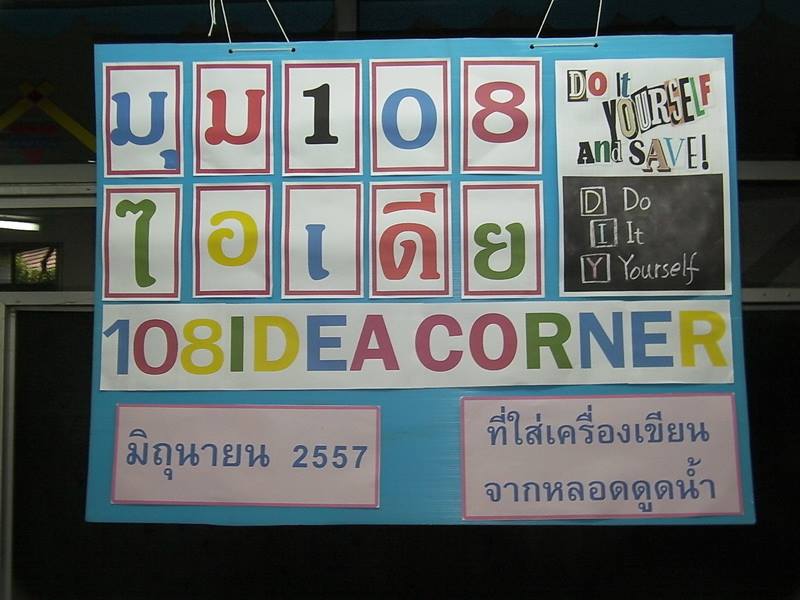 มุม108
ไอเดีย
Do It
YOURSELF
And SAVE!
D Do
I It
Y Yourself
108IDEA CORNER
มิถุนายน 2557
ที่ใส่เครื่องเขียน
จากหลอดดูดน้ำ